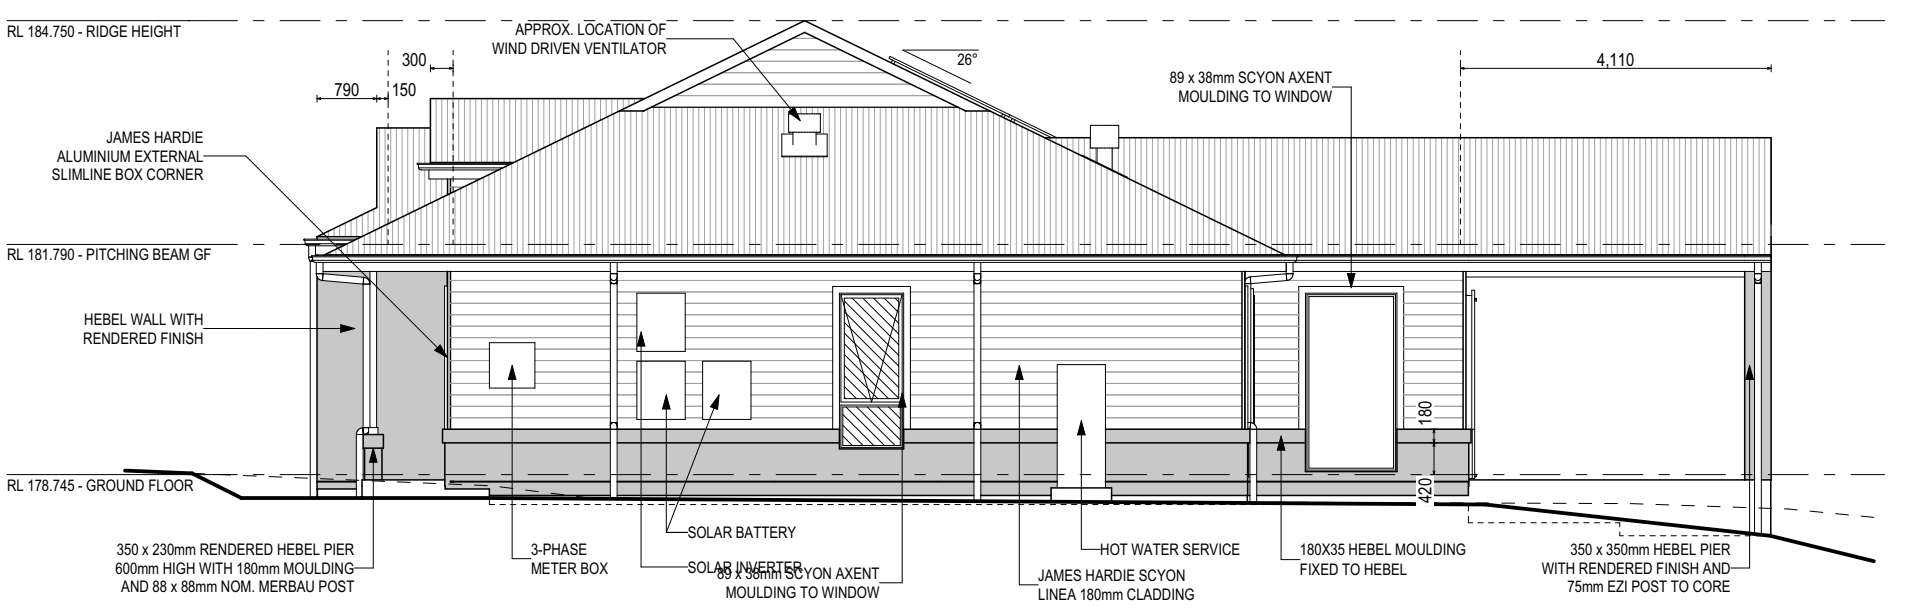 RL 184.750 - RIDGE HEIGHT
APPROX. LOCATION OF
WIND DRIVEN VENTILATOR
26°
4,110
300
790
150
89 x 38mm SCYON AXENT
MOULDING TO WINDOW
JAMES HARDIE
ALUMINIUM EXTERNAL
SLIMLINE BOX CORNER
RL 181.790 - PITCHING BEAM GF
HEBEL WALL WITH
RENDERED FINISH
180
RL 178.745 - GROUND FLOOR
420
350 x 230mm RENDERED HEBEL PIER
600mm HIGH WITH 180mm MOULDING
AND 88 x 88mm NOM. MERBAU POST
3-PHASE
METER BOX
SOLAR BATTERY
SOLAR INVERTER
89 x 38mm SCYON AXENT
MOULDING TO WINDOW
HOT WATER SERVICE
JAMES HARDIE SCYON
LINEA 180mm CLADDING
180X35 HEBEL MOULDING
FIXED TO HEBEL
350 x 350mm HEBEL PIER
WITH RENDERED FINISH AND
75mm EZI POST TO CORE